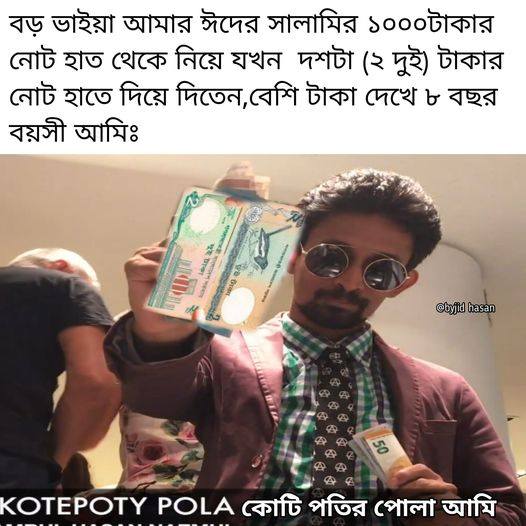 বড় ভাইয়া আমার ঈদের সালামির ১০০০টাকার
নোট হাত থেকে নিয়ে যখন দশটা (২ দুই) টাকার
নোট হাতে দিয়ে দিতেন,বেশি টাকা দেখে ৮ বছর
বয়সী আমিঃ
@byjid hasan
50
KOTEPOTY POLA কোটি পতির পোলা আমি